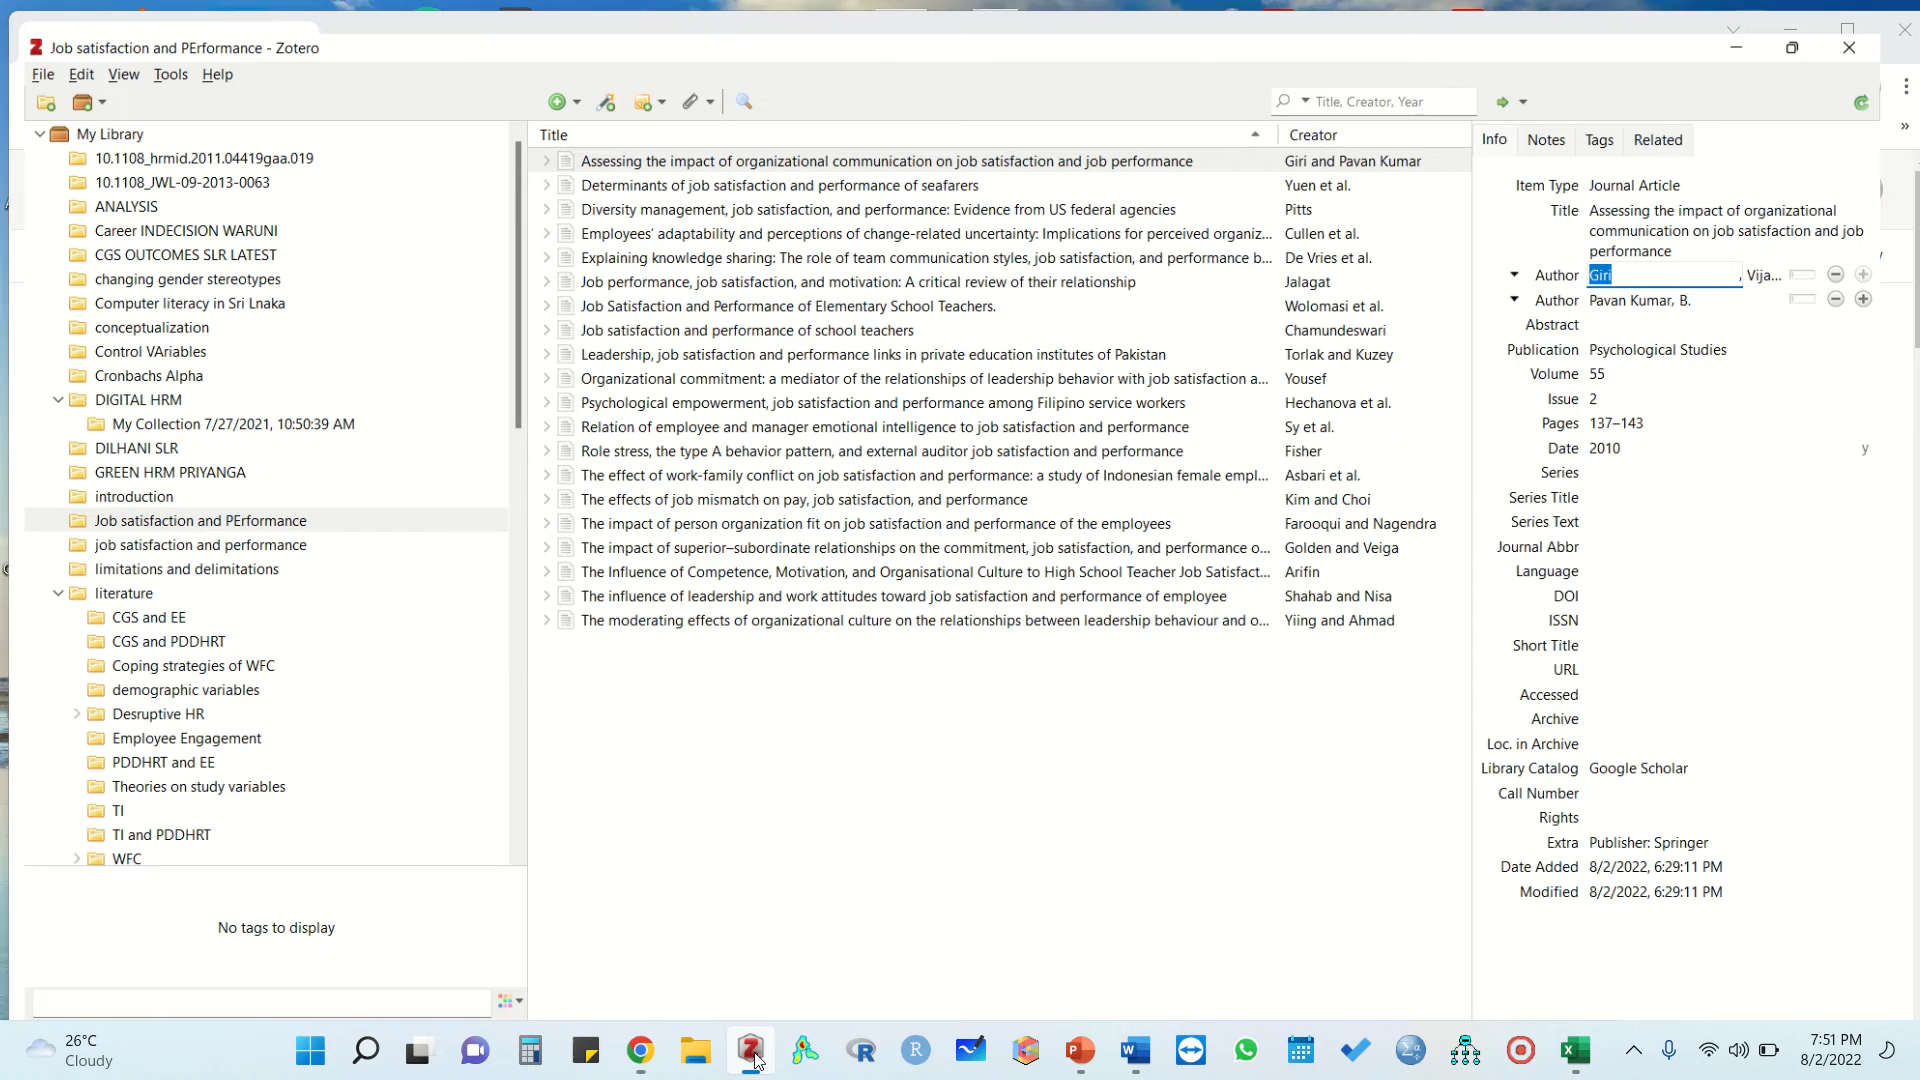 Job satisfaction and PErformance - Zotero
File Edit View Tools Help
Title, Creator, Year
My Library
10.1108_hrmid.2011.04419gaa.019
10.1108_JWL-09-2013-0063
ANALYSIS
Career INDECISION WARUNI
CGS OUTCOMES SLR LATEST
changing gender stereotypes
Computer literacy in Sri Lnaka
conceptualization
Control VAriables
Cronbachs Alpha
DIGITAL HRM
My Collection 7/27/2021, 10:50:39 AM
DILHANI SLR
GREEN HRM PRIYANGA
introduction
Job satisfaction and PErformance
job satisfaction and performance
limitations and delimitations
literature
CGS and EE
CGS and PDDHRT
Coping strategies of WFC
demographic variables
Desruptive HR
Employee Engagement
PDDHRT and EE
Theories on study variables
TI
TI and PDDHRT
WFC
No tags to display
Title Creator
Assessing the impact of organizational communication on job satisfaction and job performance Giri and Pavan Kumar
Determinants of job satisfaction and performance of seafarers Yuen et al.
Diversity management, job satisfaction, and performance: Evidence from US federal agencies Pitts
Employees' adaptability and perceptions of change-related uncertainty: Implications for perceived organiz... Cullen et al.
Explaining knowledge sharing: The role of team communication styles, job satisfaction, and performance b... De Vries et al.
Job performance, job satisfaction, and motivation: A critical review of their relationship Jalagat
Job Satisfaction and Performance of Elementary School Teachers. Wolomasi et al.
Job satisfaction and performance of school teachers Chamundeswari
Leadership, job satisfaction and performance links in private education institutes of Pakistan Torlak and Kuzey
Organizational commitment: a mediator of the relationships of leadership behavior with job satisfaction a... Yousef
Psychological empowerment, job satisfaction and performance among Filipino service workers Hechanova et al.
Relation of employee and manager emotional intelligence to job satisfaction and performance Sy et al.
Role stress, the type A behavior pattern, and external auditor job satisfaction and performance Fisher
The effect of work-family conflict on job satisfaction and performance: a study of Indonesian female empl... Asbari et al.
The effects of job mismatch on pay, job satisfaction, and performance Kim and Choi
The impact of person organization fit on job satisfaction and performance of the employees Farooqui and Nagendra
The impact of superior–subordinate relationships on the commitment, job satisfaction, and performance o... Golden and Veiga
The Influence of Competence, Motivation, and Organisational Culture to High School Teacher Job Satisfact... Arifin
The influence of leadership and work attitudes toward job satisfaction and performance of employee Shahab and Nisa
The moderating effects of organizational culture on the relationships between leadership behaviour and o... Yiing and Ahmad
Info Notes Tags Related
Item Type Journal Article
Title Assessing the impact of organizational
communication on job satisfaction and job
performance
Author Giri , Vija...
Author Pavan Kumar, B.
Abstract
Publication Psychological Studies
Volume 55
Issue 2
Pages 137–143
Date 2010 y
Series
Series Title
Series Text
Journal Abbr
Language
DOI
ISSN
Short Title
URL
Accessed
Archive
Loc. in Archive
Library Catalog Google Scholar
Call Number
Rights
Extra Publisher: Springer
Date Added 8/2/2022, 6:29:11 PM
Modified 8/2/2022, 6:29:11 PM
26°C
Cloudy
7:51 PM
8/2/2022